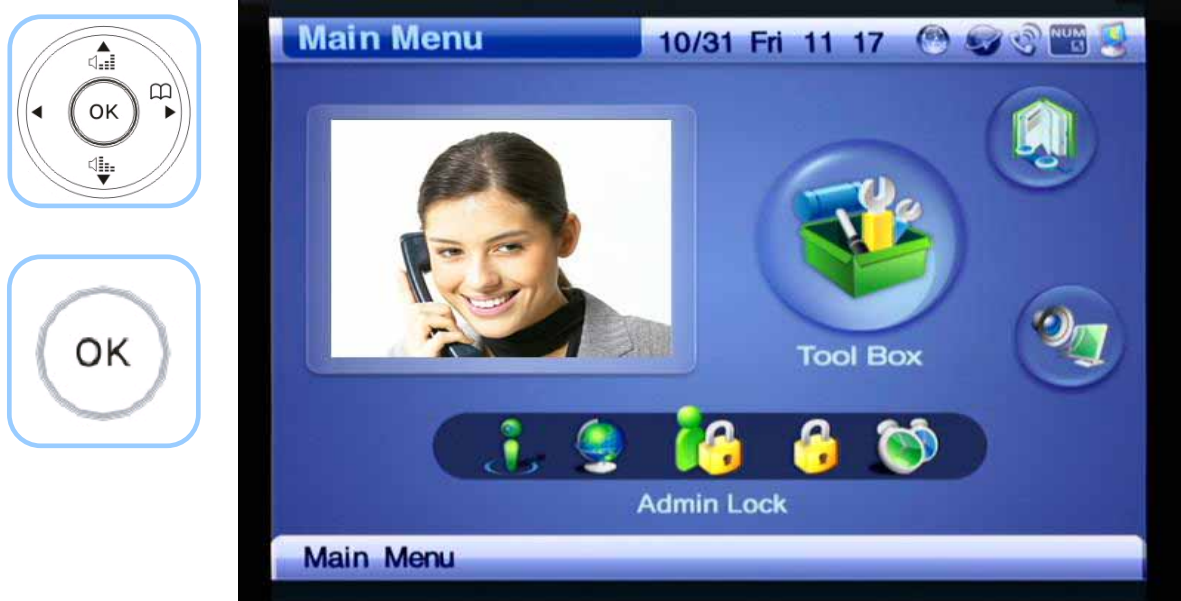 OK
OK
Main Menu
10/31 Fri 11 17
NUM
Tool Box
Admin Lock
Main Menu